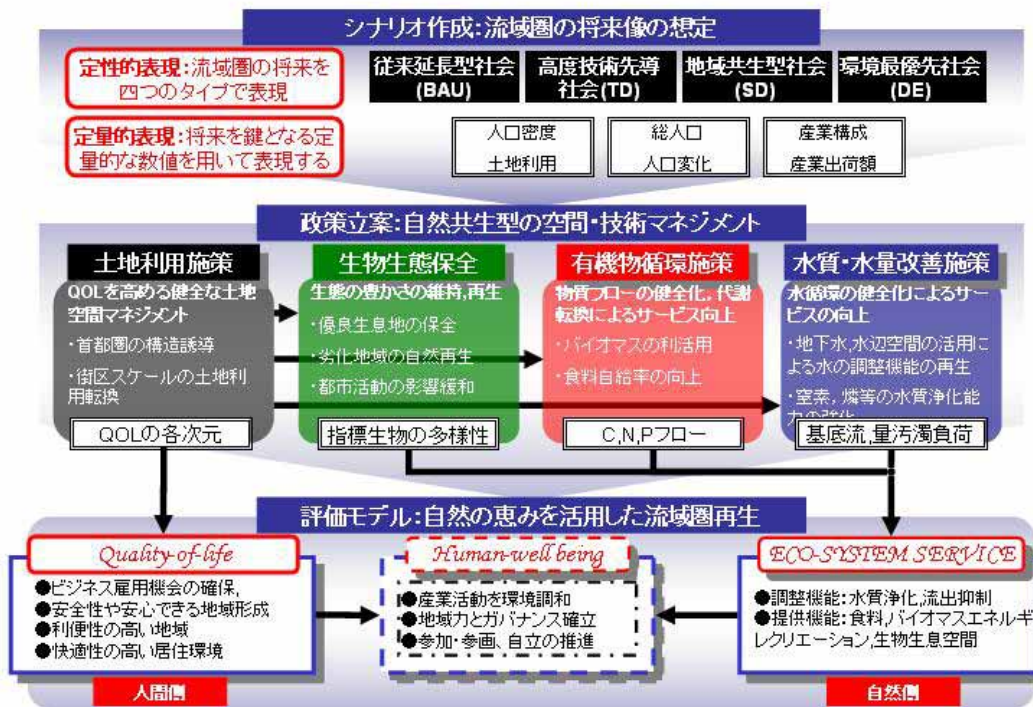 シナリオ作成:流域圏の将来像の想定
定性的表現:流域圏の将来を
四つのタイプで表現
従来延長型社会
(BAU)
高度技術先導
社会(TD)
地域共生型社会
(SD)
環境最優先社会
(DE)
定量的表現:将来を鍵となる定
量的な数値を用いて表現する
人口密度
土地利用
総人口
人口変化
産業構成
産業出荷額
政策立案:自然共生型の空間・技術マネジメント
土地利用施策
QOLを高める健全な土地
空間マネジメント
・首都圏の構造誘導
・街区スケールの土地利
用転換
QOLの各次元
生物生態保全
生態の豊かさの維持,再生
・優良生息地の保全
・劣化地域の自然再生
・都市活動の影響緩和
指標生物の多様性
有機物循環施策
物質フローの健全化,代謝
転換によるサービス向上
・バイオマスの利活用
・食料自給率の向上
C,N,Pフロー
水質・水量改善施策
水循環の健全化によるサー
ビスの向上
・地下水,水辺空間の活用によ
る水の調整機能の再生
・窒素,燐等の水質浄化能
力の強化
基底流,量汚濁負荷
評価モデル:自然の恵みを活用した流域圏再生
Quality-of-life
●ビジネス雇用機会の確保,
●安全性や安心できる地域形成
●利便性の高い地域
●快適性の高い居住環境
人間側
Human-well being
●産業活動を環境調和
●地域力とガバナンス確立
●参加・参画、自立の推進
ECO-SYSTEM SERVICE
●調整機能:水質浄化,流出抑制
●提供機能:食料,バイオマスエネルギ
レクリエーション,生物生息空間
自然側